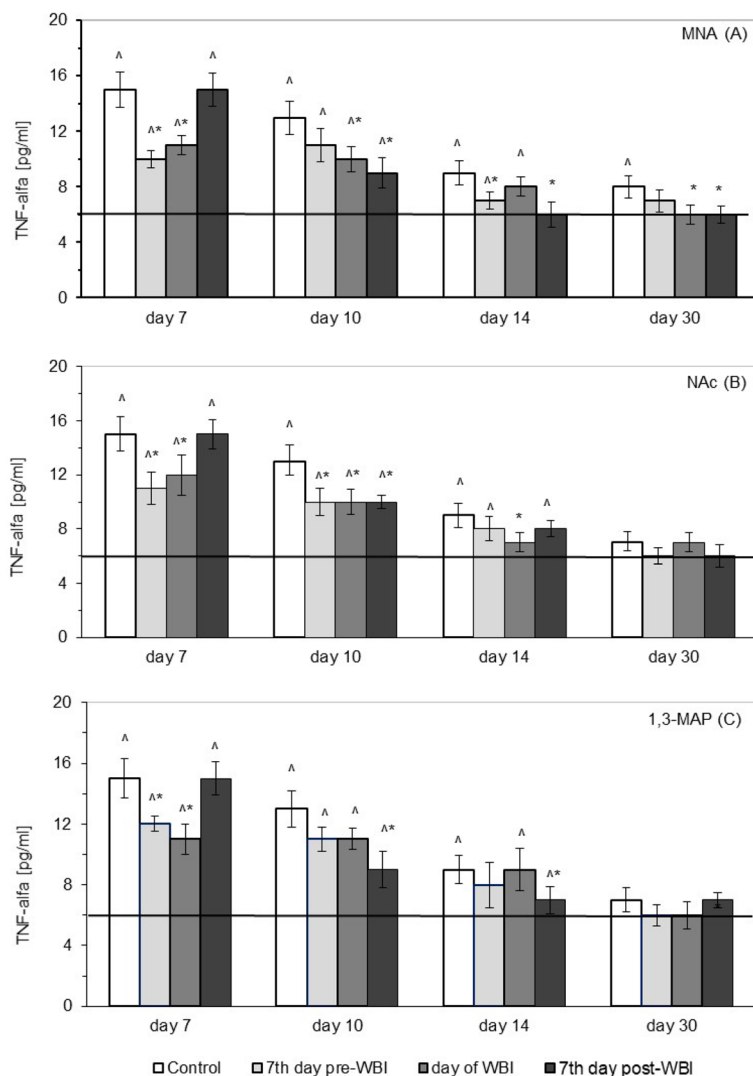 MNA (A)
TNF-alfa [pg/ml]
20
16
12
8
4
0
^ ^* ^* ^
^ ^ ^* ^*
^ ^* ^ *
^ * *
day 7 day 10 day 14 day 30
NAc (B)
TNF-alfa [pg/ml]
20
16
12
8
4
0
^ ^* ^* ^
^ ^* ^* ^*
^ ^ * ^
day 7 day 10 day 14 day 30
1,3-MAP (C)
TNF-alfa [pg/ml]
20
16
12
8
4
0
^ ^* ^* ^
^ ^ ^ ^*
^ ^ ^*
day 7 day 10 day 14 day 30
Control 7th day pre-WBI day of WBI 7th day post-WBI